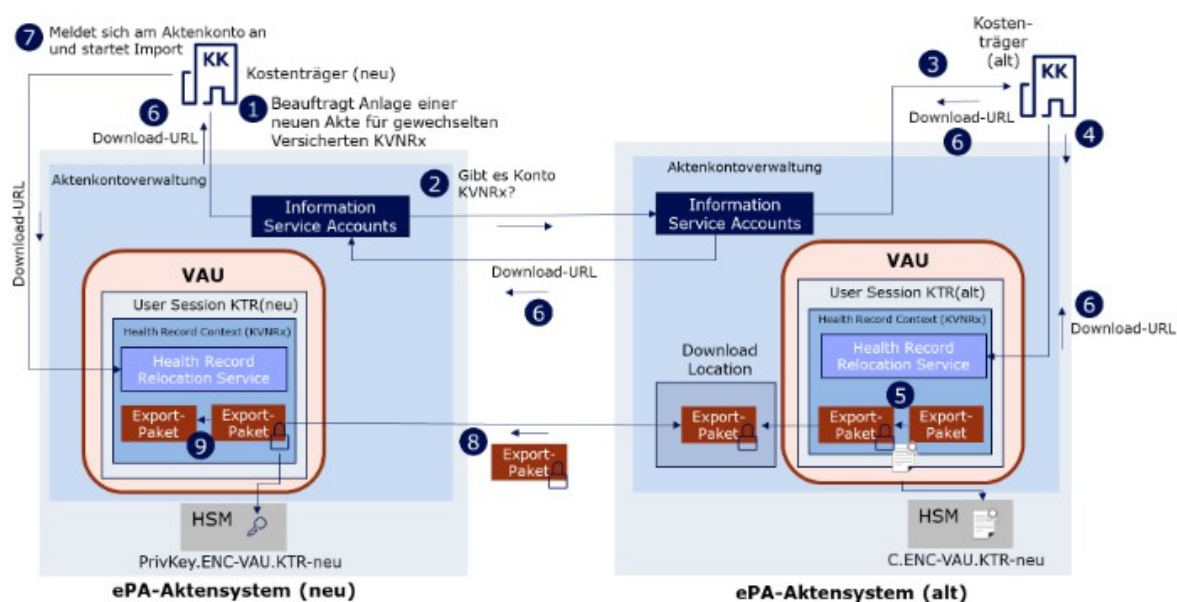 7
Meldet sich am Aktenkonto an
und startet Import
KK
Kostenträger (neu)
6
Download-URL
1
Beauftragt Anlage einer
neuen Akte für gewechselten
Versicherten KVNRx
Kosten-
träger
(alt)
KK
3
Download-URL
6
4
Aktenkontoverwaltung
2
Gibt es Konto
KVNRx?
Information
Service Accounts
Aktenkontoverwaltung
Information
Service Accounts
Download-URL
Download-URL
6
VAU
User Session KTR(neu)
Health Record Context (KVNRx)
Health Record
Relocation Service
Export-
Paket
9
Export-
Paket
8
Export-
Paket
Download
Location
Export-
Paket
VAU
User Session KTR(alt)
Health Record Context (KVNRx)
Health Record
Relocation Service
5
Export-
Paket
Export-
Paket
6
Download-URL
HSM
PrivKey.ENC-VAU.KTR-neu
ePA-Aktensystem (neu)
HSM
C.ENC-VAU.KTR-neu
ePA-Aktensystem (alt)